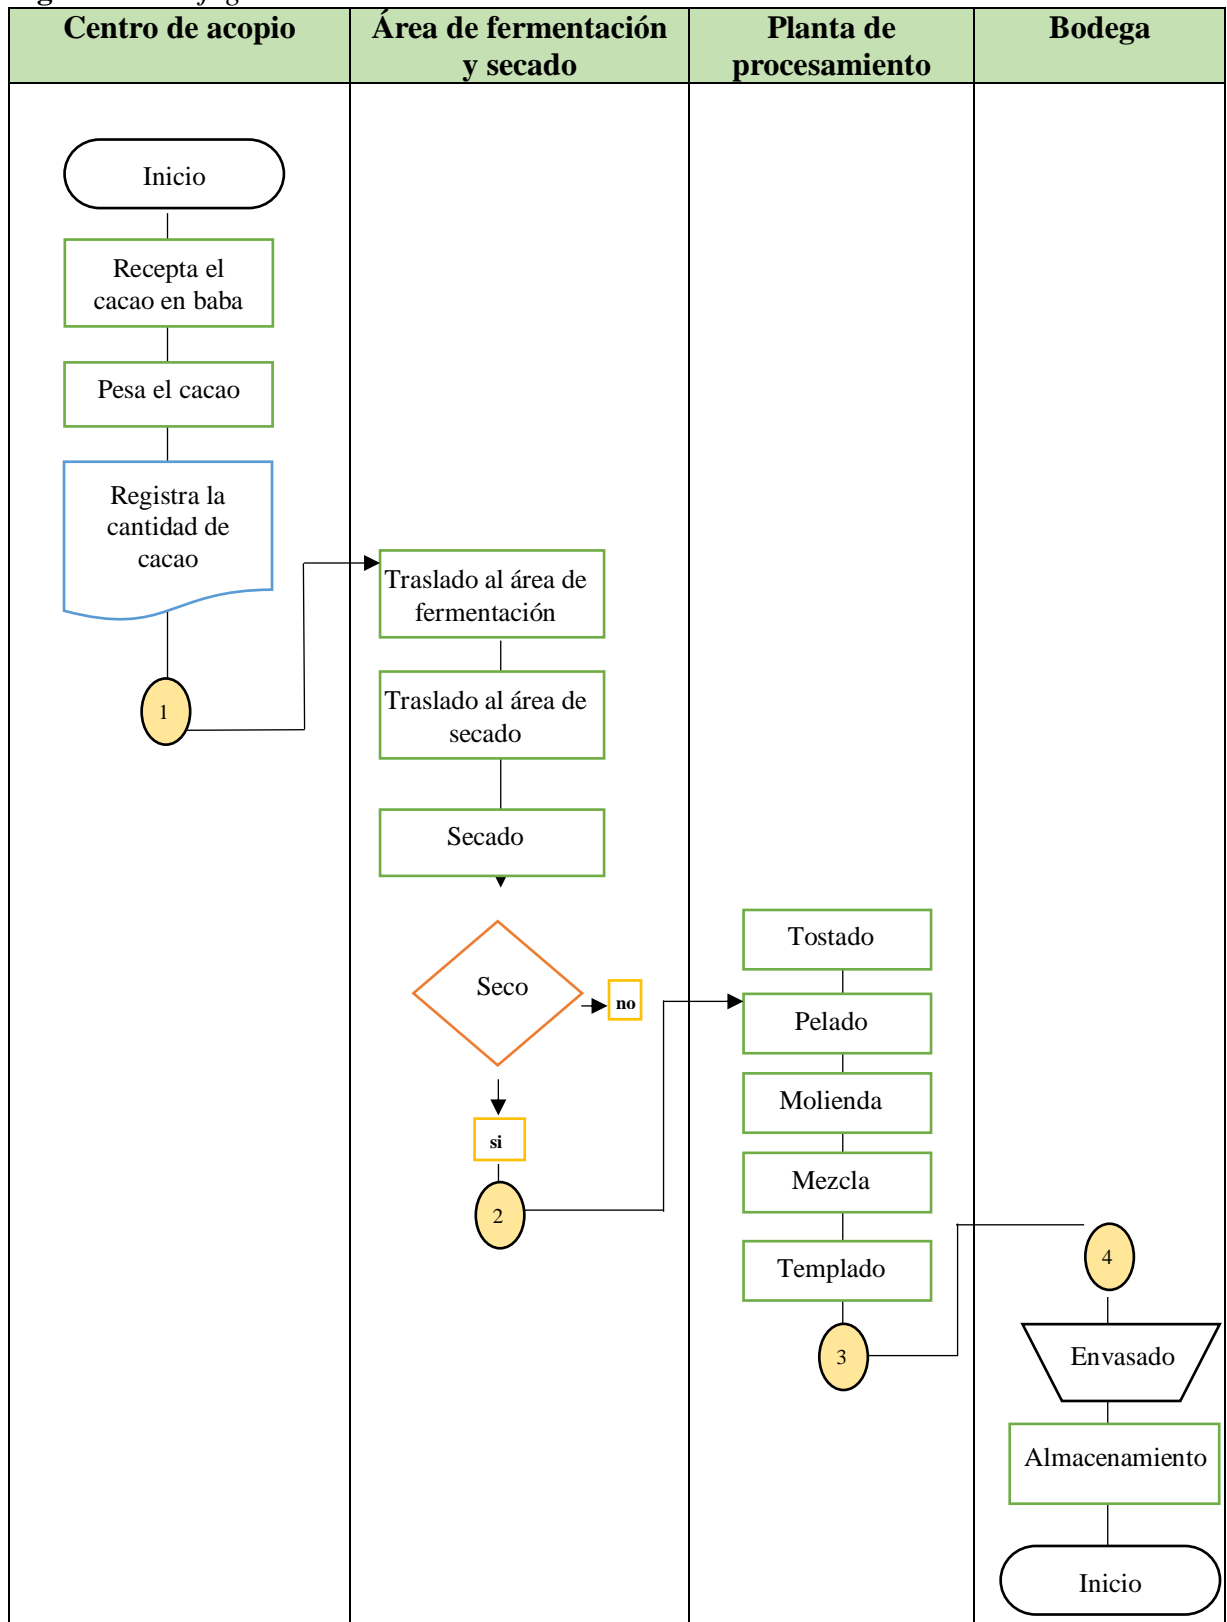 Centro de acopio
Área de fermentación
y secado
Planta de
procesamiento
Bodega
Inicio
Recepta el
cacao en baba
Pesa el cacao
Registra la
cantidad de
cacao
1
Traslado al área de
fermentación
Traslado al área de
secado
Secado
Seco
no
si
2
Tostado
Pelado
Molienda
Mezcla
Templado
3
4
Envasado
Almacenamiento
Inicio